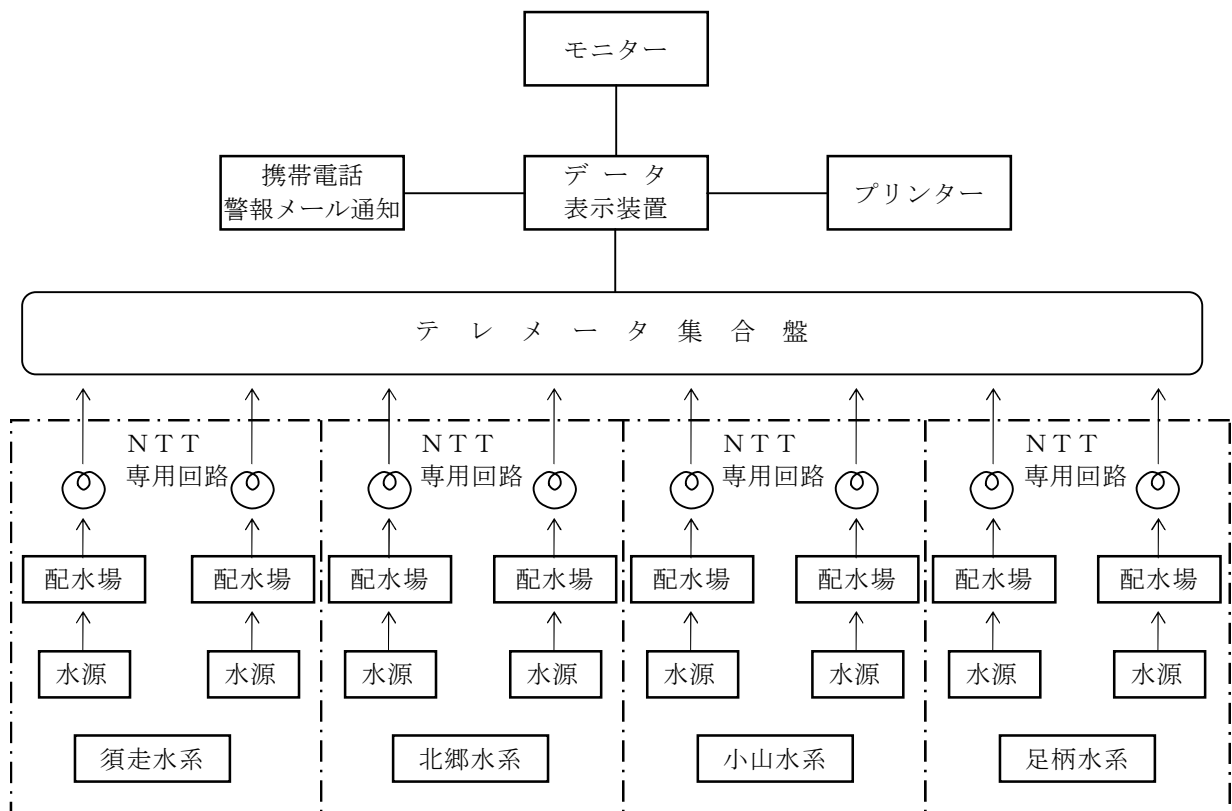 モニター
携帯電話
警報メール通知
データ
表示装置
プリンター
テレメータ集合盤
ＮＴＴ
専用回路
ＮＴＴ
専用回路
ＮＴＴ
専用回路
ＮＴＴ
専用回路
配水場
配水場
配水場
配水場
配水場
配水場
配水場
配水場
水源
水源
水源
水源
水源
水源
水源
水源
須走水系
北郷水系
小山水系
足柄水系